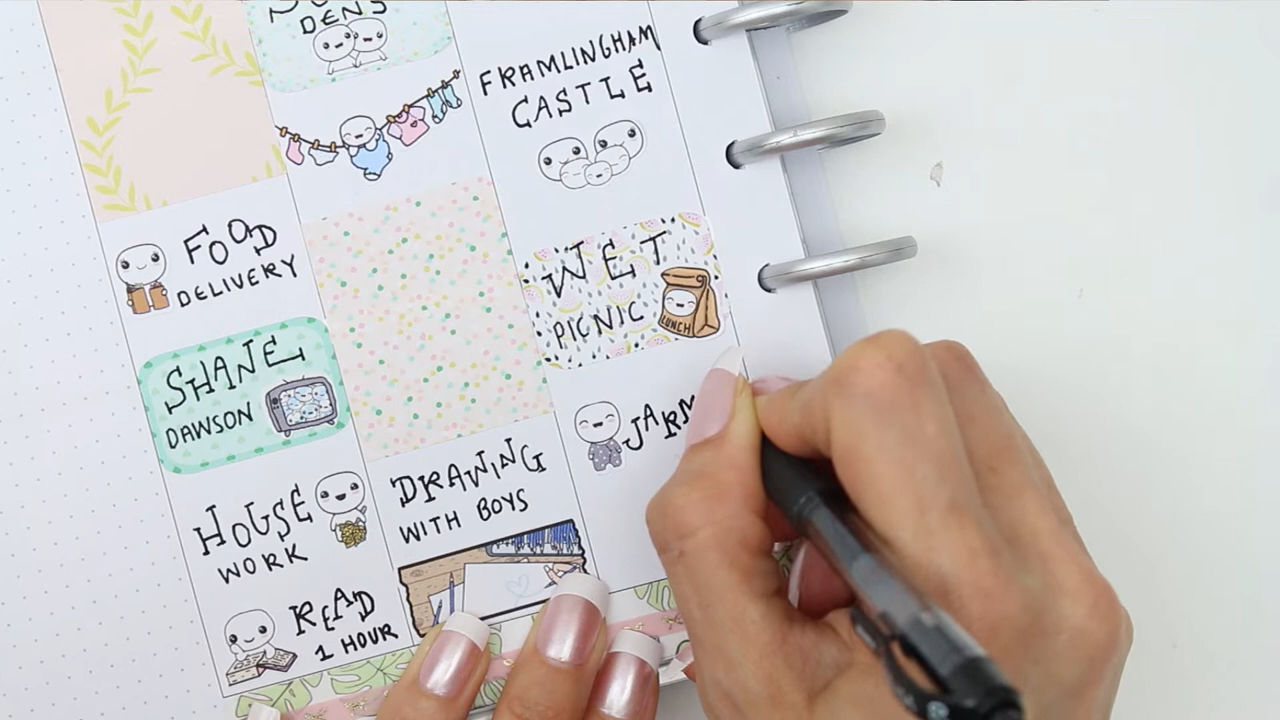 DENS
FOOD
DELIVERY
SHANE
DAWSON
HOUSE
WORK
READ
1 HOUR
DRAWING
WITH BOYS
FRAMLINGHAM
CASTLE
WET
PICNIC
LUNCH